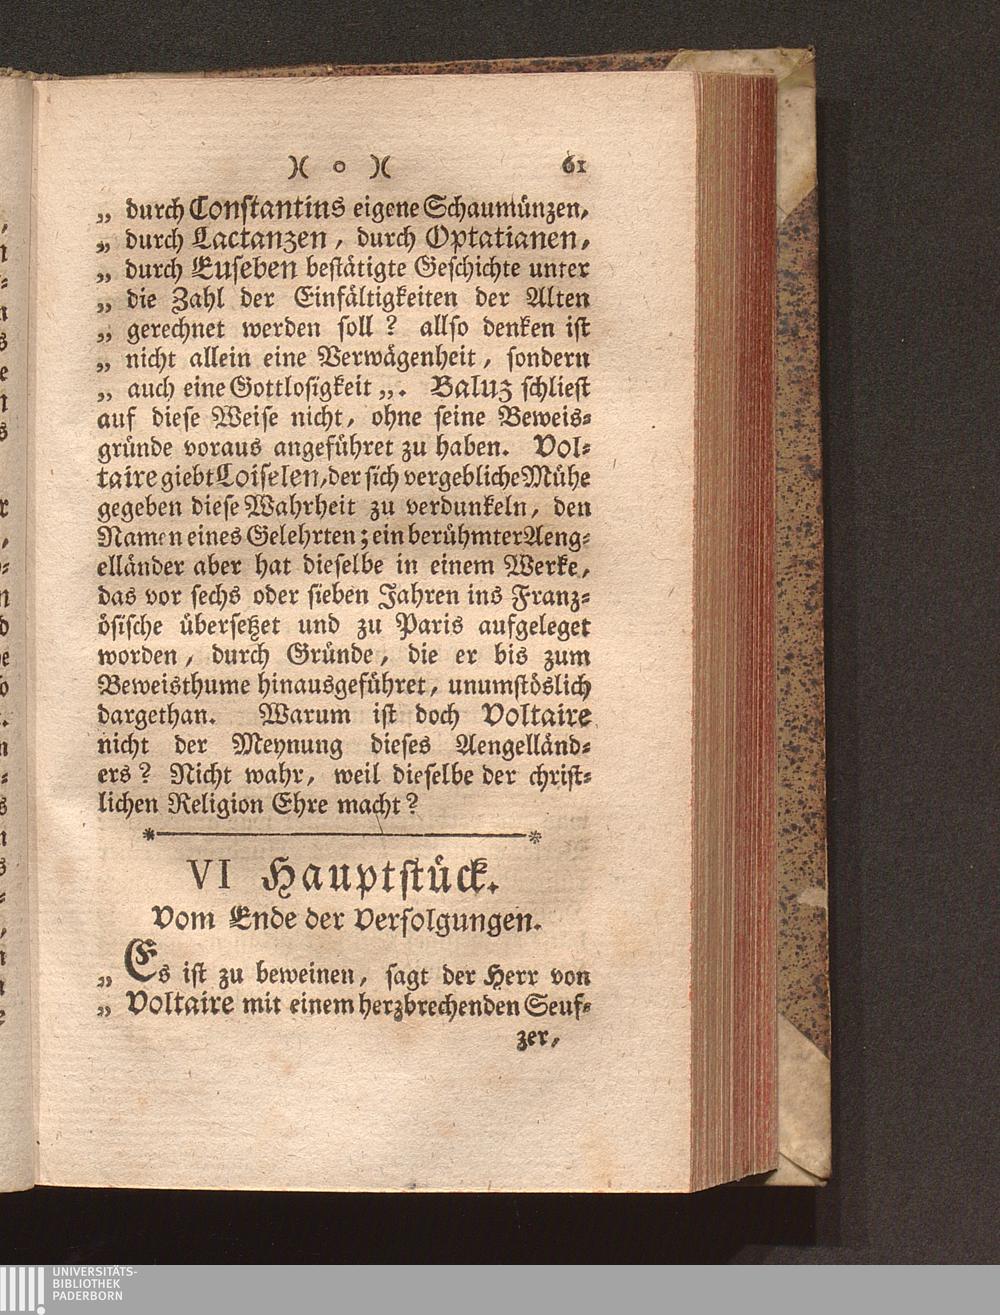 )( o )( 61
„ durch Constantins eigene Schaumünzen,
„ durch Lactanzen, durch Optatianen,
„ durch Euseben bestätigte Geschichte unter
„ die Zahl der Einfältigkeiten der Alten
„ gerechnet werden soll? allso denken ist
„ nicht allein eine Verwägenheit, sondern
„ auch eine Gottlosigkeit „. Baluz schliest
auf diese Weise nicht, ohne seine Beweis-
gründe voraus angeführet zu haben. Vol-
taire giebt Loiselen, der sich vergebliche Mühe
gegeben diese Wahrheit zu verdunkeln, den
Namen eines Gelehrten; ein berühmter Aeng-
elländer aber hat dieselbe in einem Werke,
das vor sechs oder sieben Jahren ins Franz-
ösische übersetzet und zu Paris aufgeleget
worden, durch Gründe, die er bis zum
Beweisthume hinausgeführet, unumstöslich
dargethan. Warum ist doch Voltaire
nicht der Meynung dieses Aengelländ-
ers? Nicht wahr, weil dieselbe der christ-
lichen Religion Ehre macht?
VI Hauptstück.
Vom Ende der Verfolgungen.
„ Es ist zu beweinen, sagt der Herr von
„ Voltaire mit einem herzbrechenden Seuf-
zer,
UNIVERSITÄTS-
BIBLIOTHEK
PADERBORN